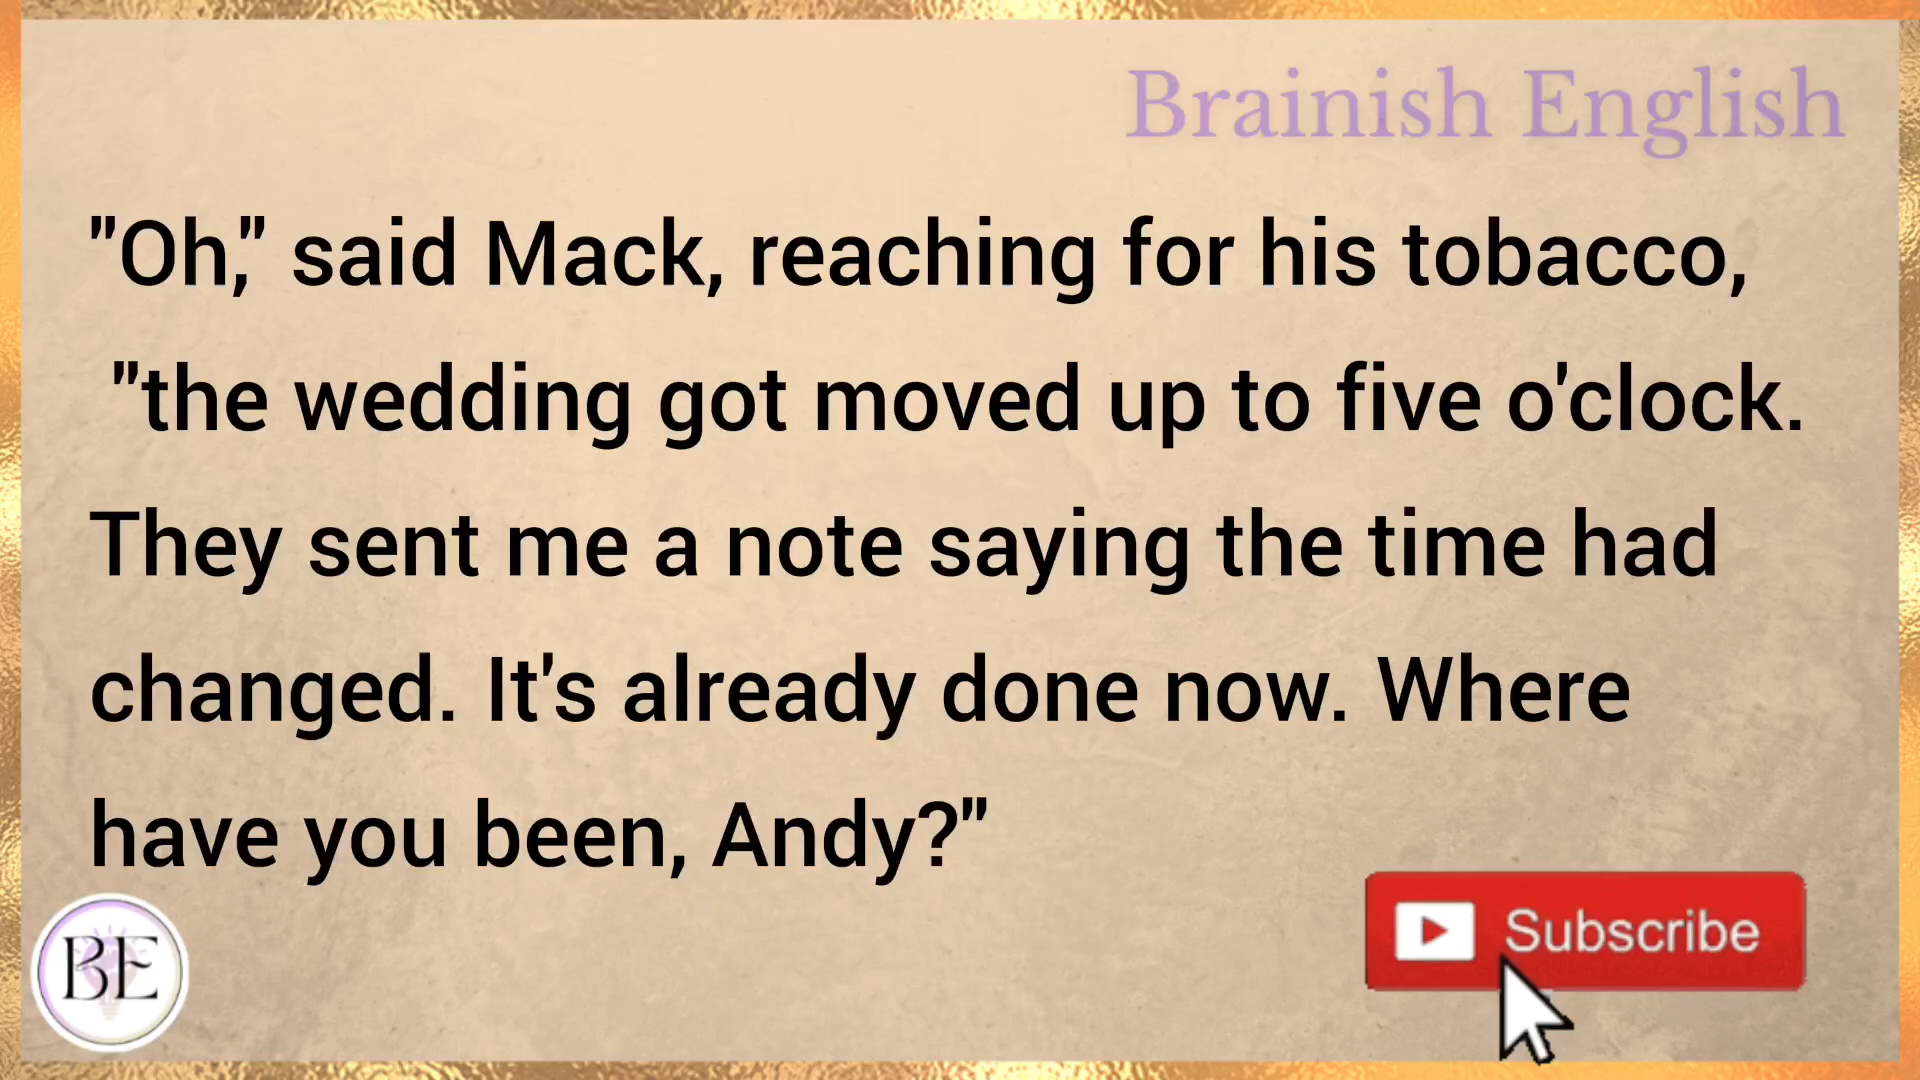 Brainish English
"Oh," said Mack, reaching for his tobacco,
"the wedding got moved up to five o'clock.
They sent me a note saying the time had
changed. It's already done now. Where
have you been, Andy?"
BE
Subscribe